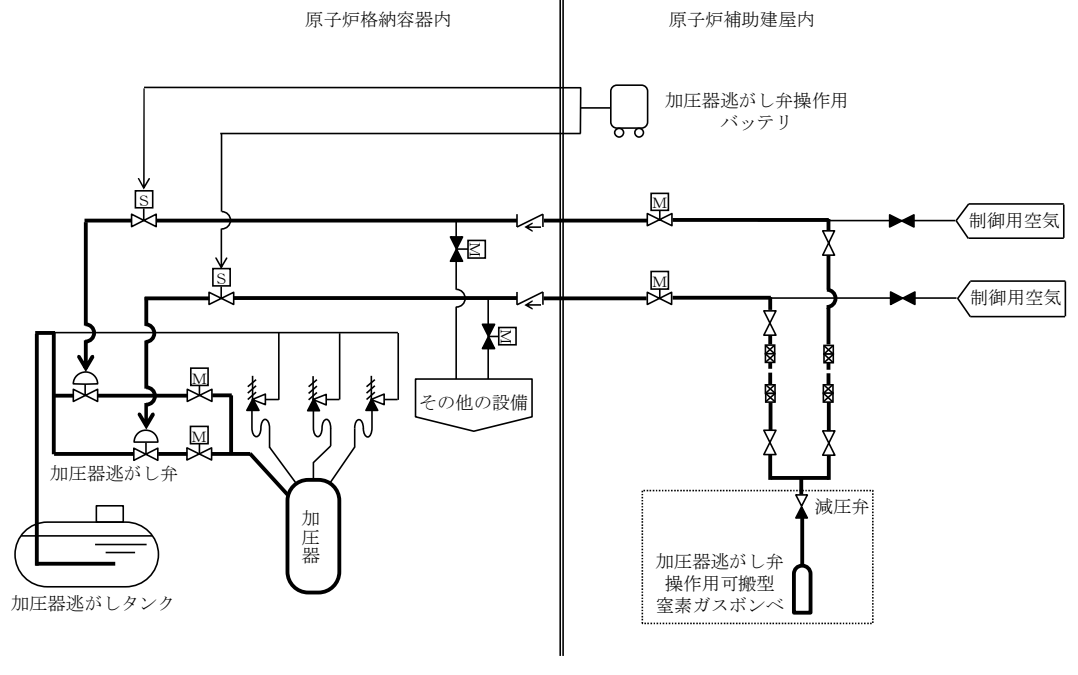 原子炉格納容器内
原子炉補助建屋内
加圧器逃がし弁操作用
バッテリ
S
M
制御用空気
M
S
M
制御用空気
M
M
その他の設備
M
加圧器逃がし弁
減圧弁
加圧器
加圧器逃がし弁
操作用可搬型
窒素ガスボンベ
加圧器逃がしタンク